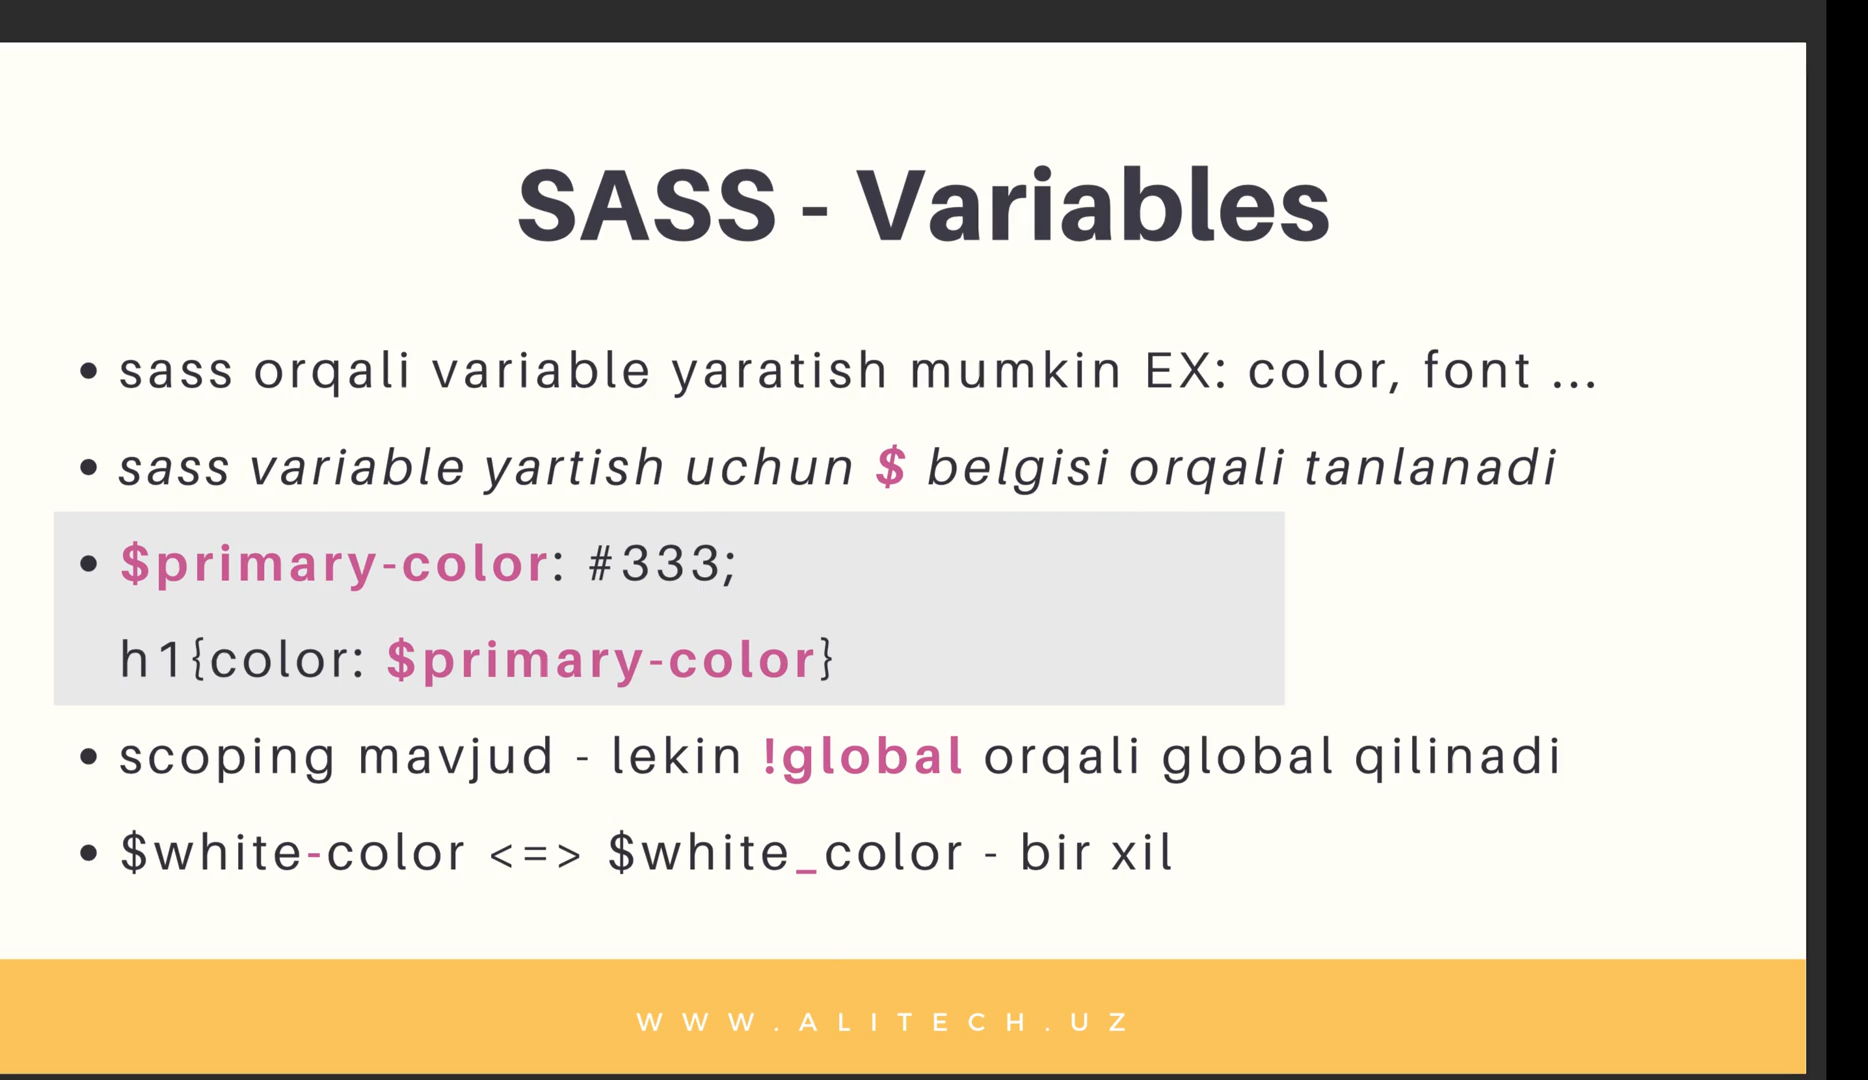 SASS - Variables
• sass orqali variable yaratish mumkin EX: color, font ...
• sass variable yartish uchun $ belgisi orqali tanlanadi
• $primary-color: #333;
h1{color: $primary-color}
• scoping mavjud - lekin !global orqali global qilinadi
• $white-color <=> $white_color - bir xil
WWW.ALITECH.UZ